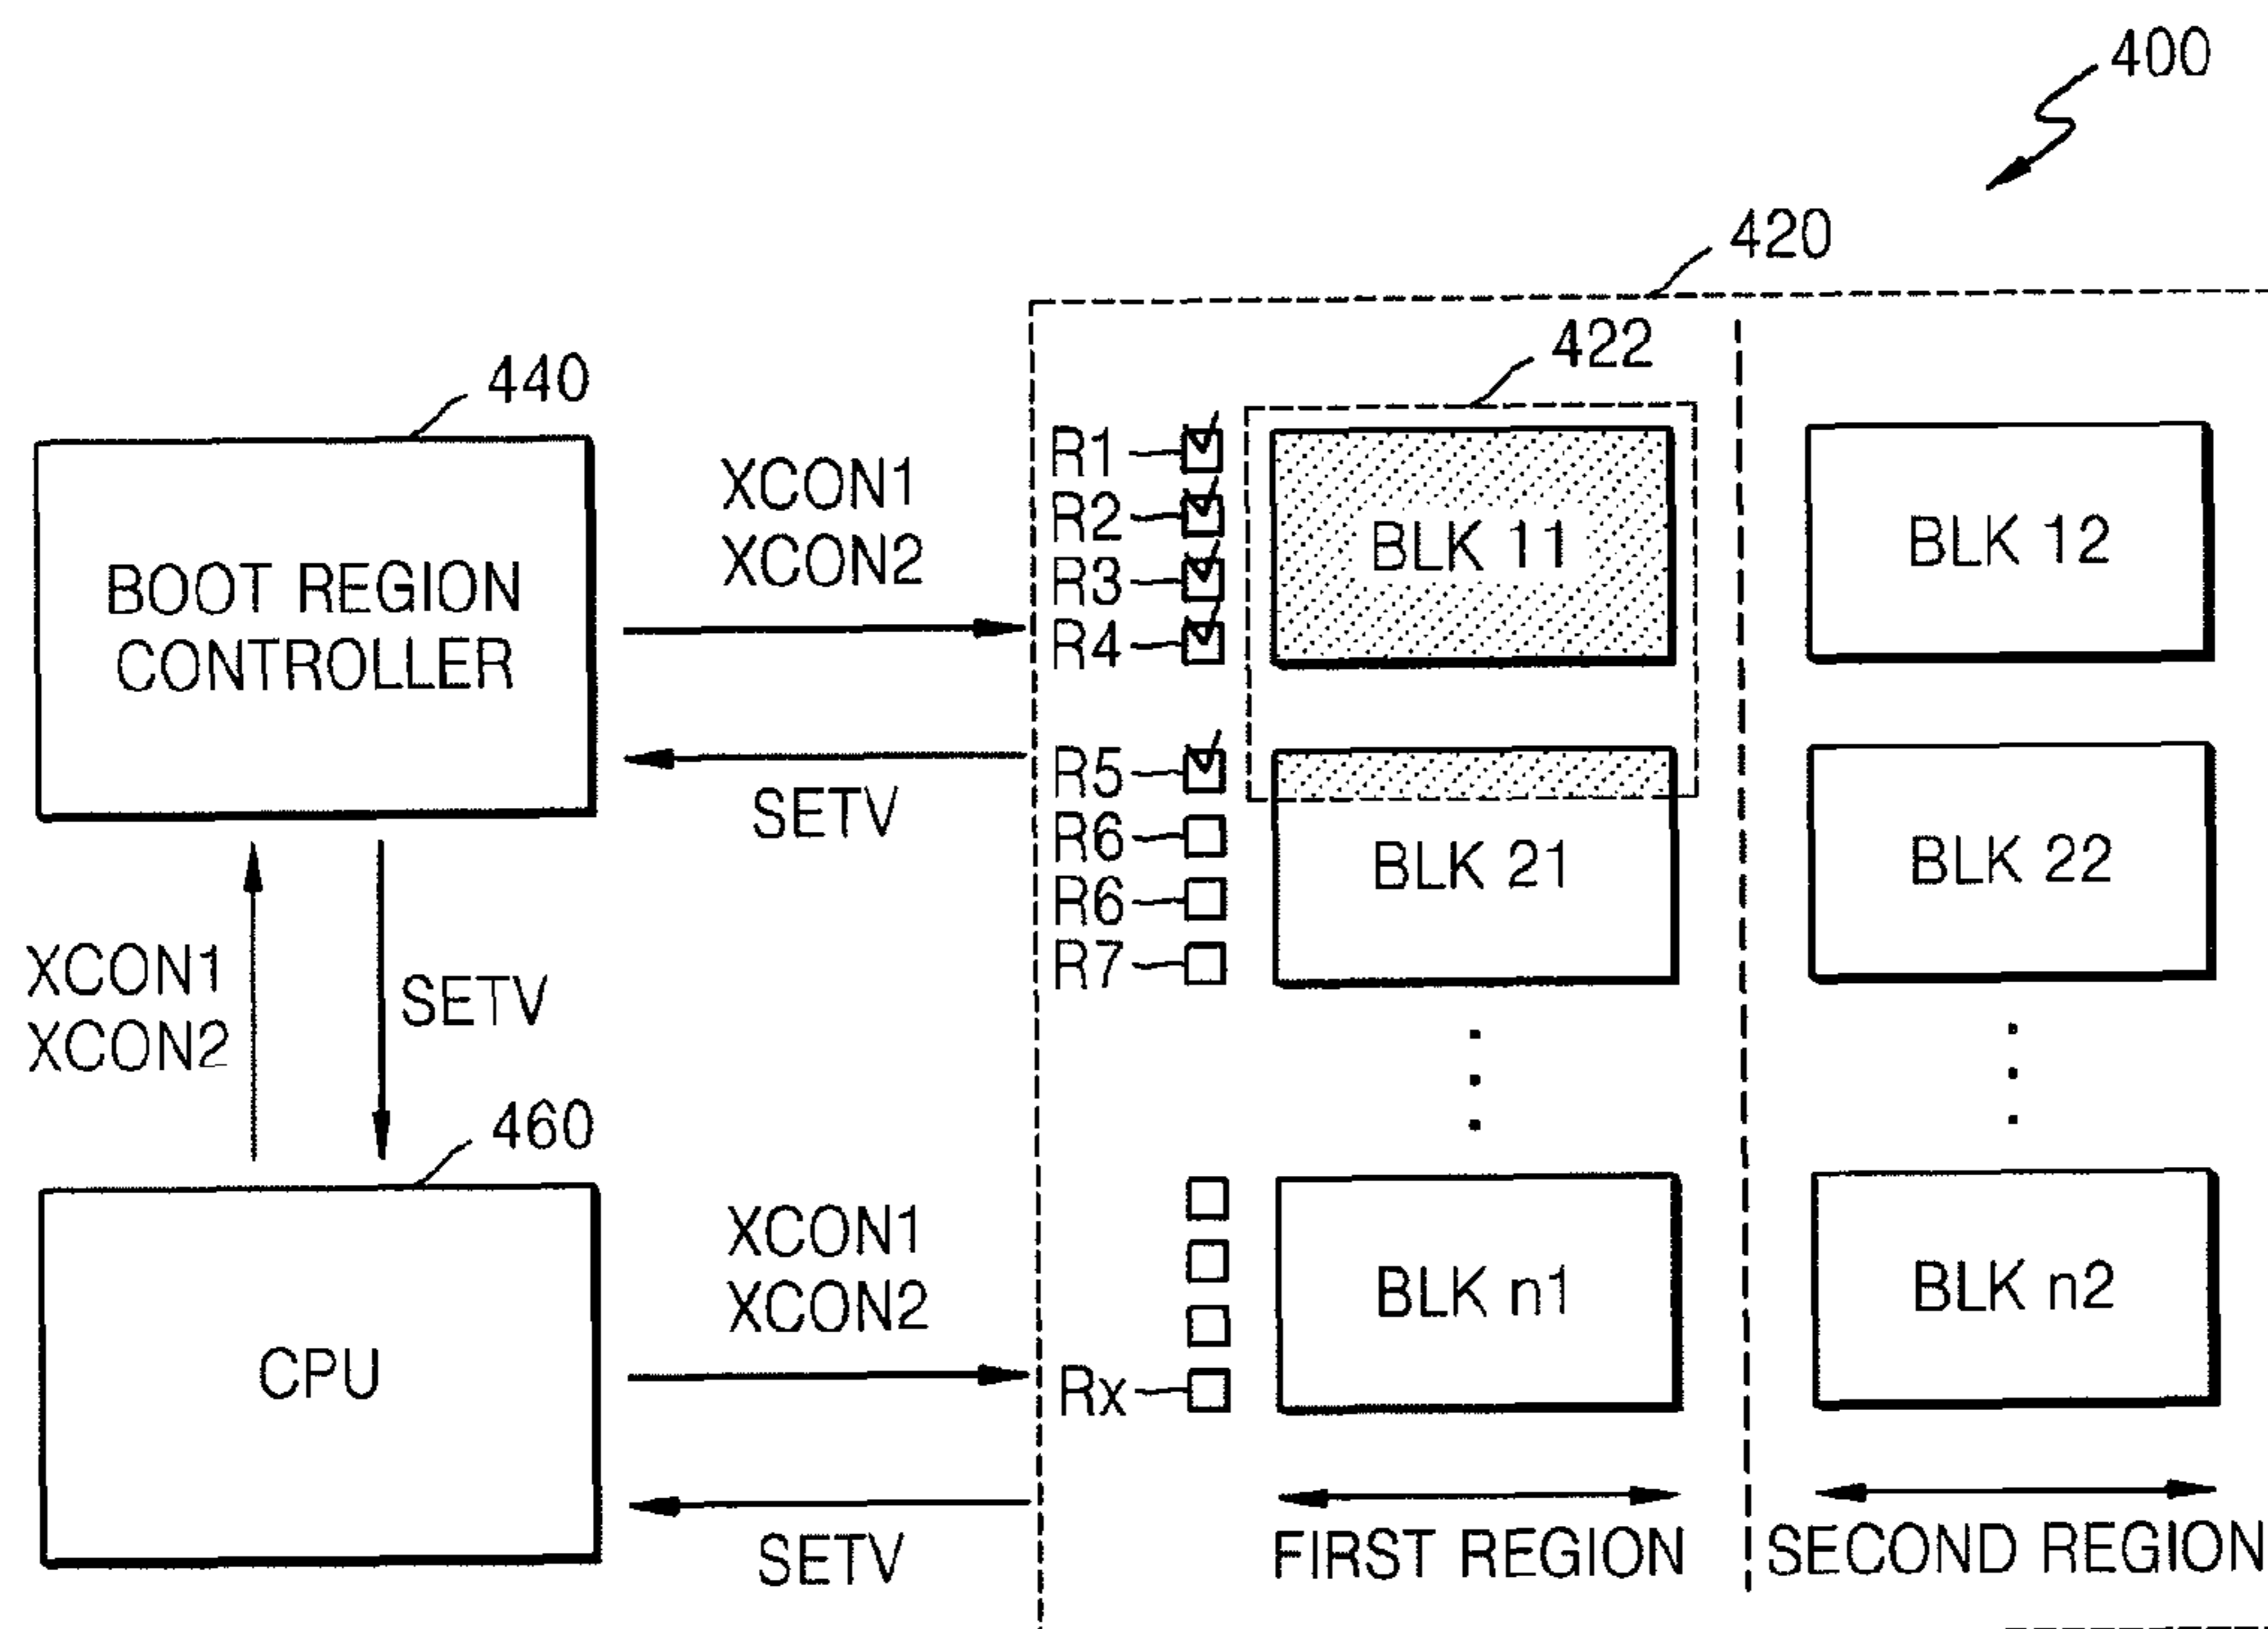 400
420
422
440
BOOT REGION
CONTROLLER
XCON1
XCON2
SETV
R1
R2
R3
R4
R5
R6
R6
R7
BLK 11
BLK 12
BLK 21
BLK 22
XCON1
XCON2
SETV
460
CPU
XCON1
XCON2
SETV
Rx
BLK n1
BLK n2
FIRST REGION
SECOND REGION